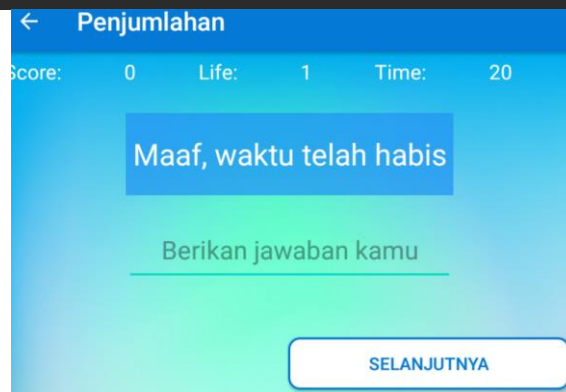 Penjumlahan
Score: 0 Life: 1 Time: 20
Maaf, waktu telah habis
Berikan jawaban kamu
SELANJUTNYA